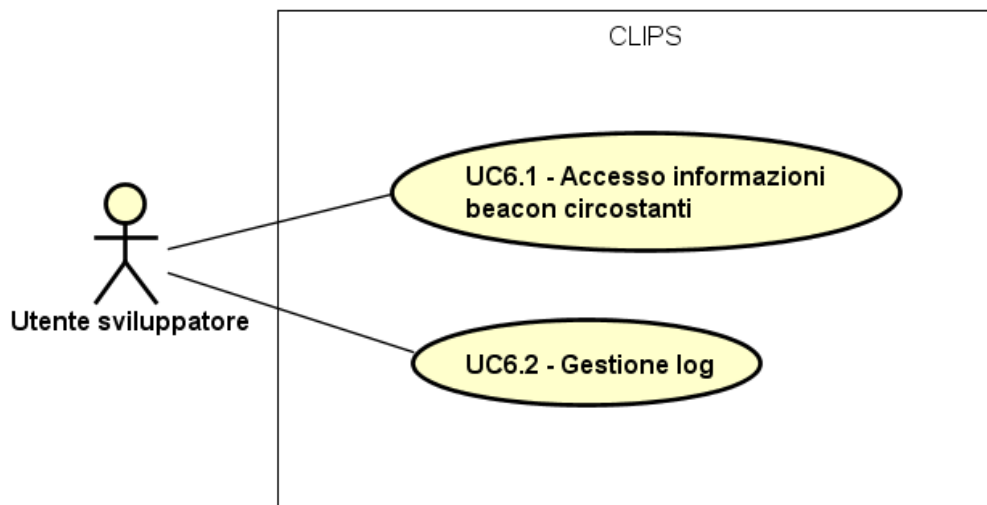 CLIPS
UC6.1 - Accesso informazioni
beacon circostanti
Utente sviluppatore
UC6.2 - Gestione log